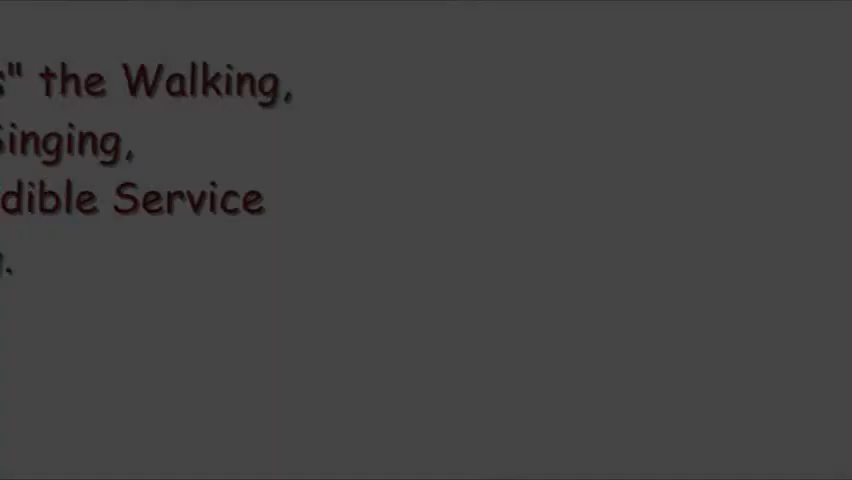 s" the Walking,
Singing,
dible Service
.